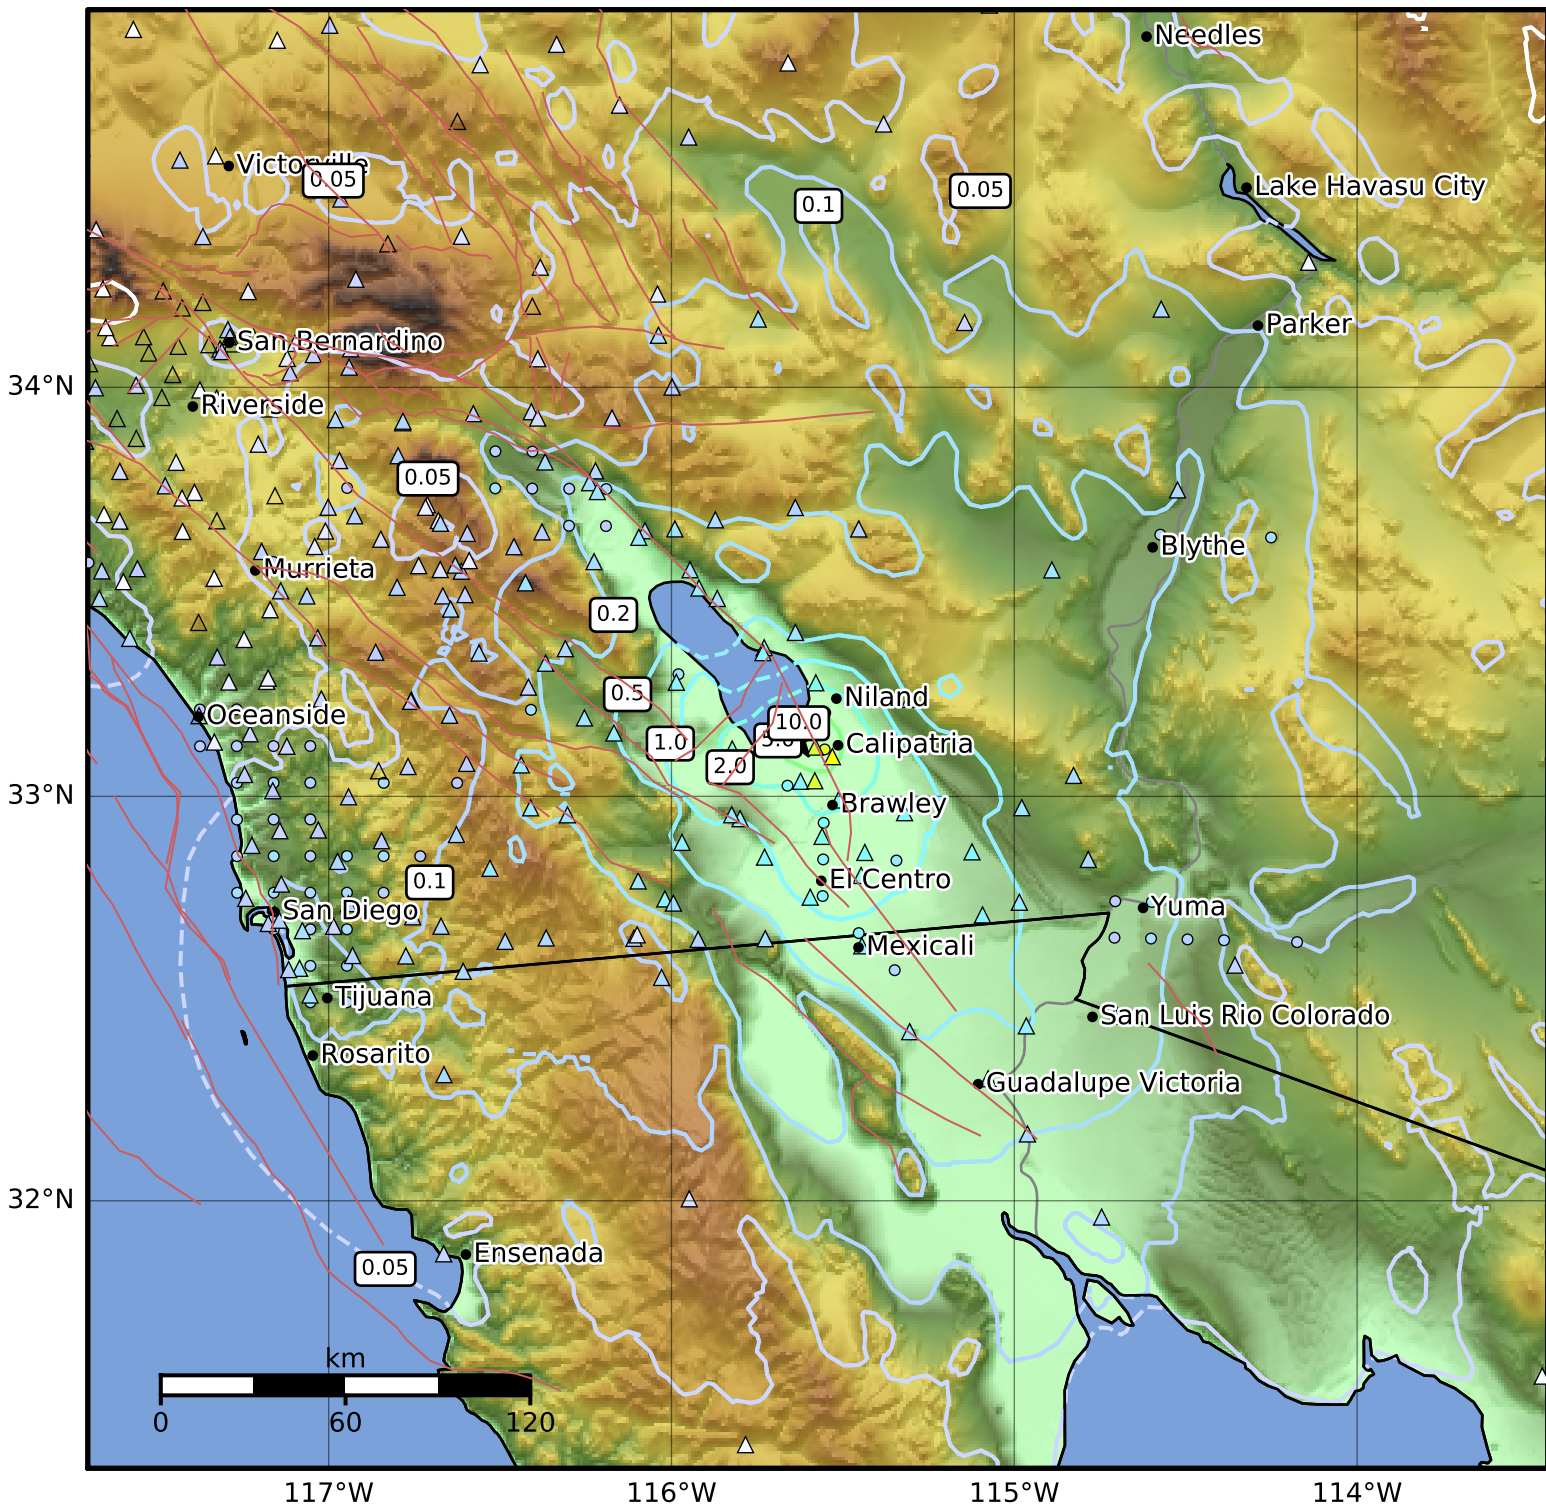 Needles
Victorville
0.05
0.1
0.05
Lake Havasu City
Parker
San Bernardino
34°N
Riverside
0.05
Blythe
Murrieta
0.2
0.5
Niland
Oceanside
10.0
1.0
5.0
Calipatria
2.0
33°N
Brawley
0.1
El Centro
San Diego
Yuma
Mexicali
Tijuana
San Luis Rio Colorado
Rosarito
Guadalupe Victoria
32°N
Ensenada
0.05
km
0 60 120
117°W 116°W 115°W 114°W